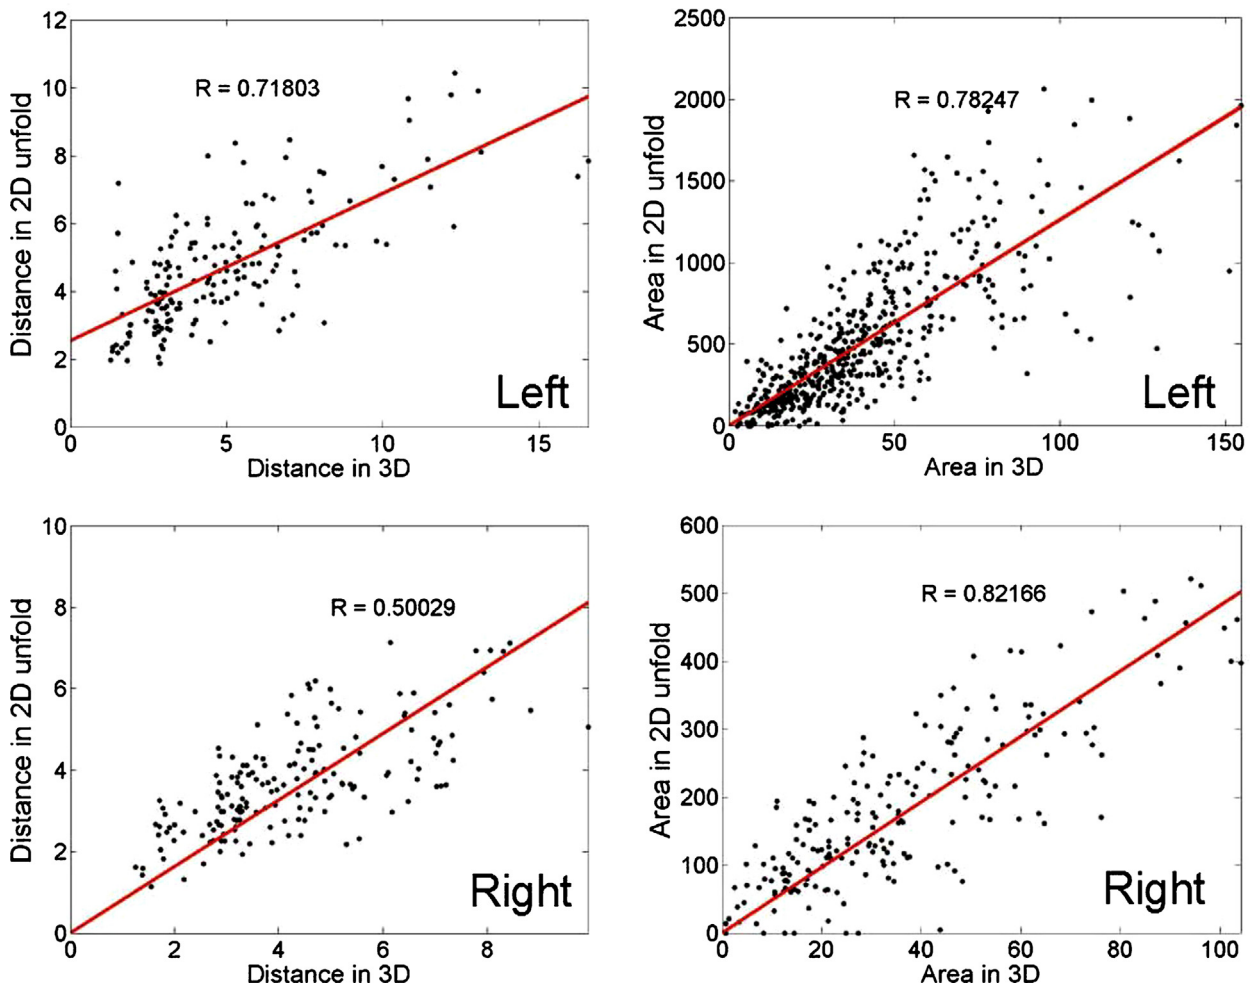 12
10
8
6
4
2
0
0 5 10 15
Distance in 2D unfold
Distance in 3D
R = 0.71803
Left
2500
2000
1500
1000
500
0
0 50 100 150
Area in 2D unfold
Area in 3D
R = 0.78247
Left
10
8
6
4
2
0
0 2 4 6 8
Distance in 2D unfold
Distance in 3D
R = 0.50029
Right
600
500
400
300
200
100
0
0 20 40 60 80 100
Area in 2D unfold
Area in 3D
R = 0.82166
Right